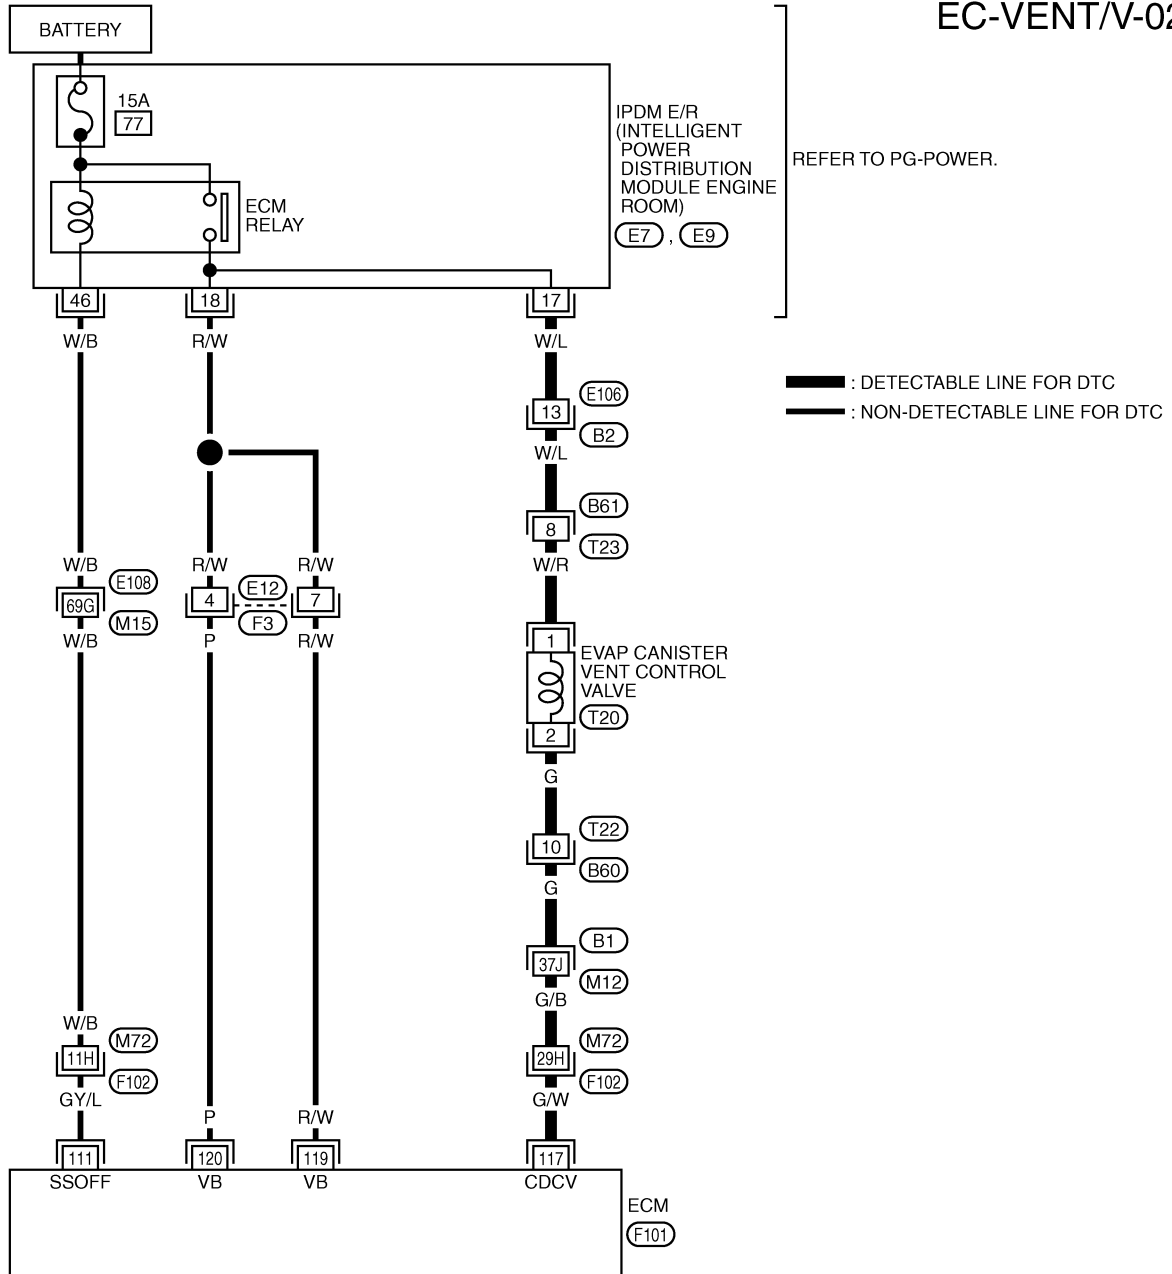 EC-VENT/V-02
BATTERY
15A
77
IPDM E/R
(INTELLIGENT
POWER
DISTRIBUTION
MODULE ENGINE
ROOM)
E7 , E9
REFER TO PG-POWER.
ECM
RELAY
46 18 17
W/B R/W W/L
: DETECTABLE LINE FOR DTC
: NON-DETECTABLE LINE FOR DTC
13 E106
B2
W/L
8 B61
T23
W/B R/W R/W W/R
69G E108 4 E12 7
M15 F3
W/B P R/W
1
EVAP CANISTER
VENT CONTROL
VALVE
T20
2
G
10 T22
B60
G
37J B1
M12
G/B
W/B
11H M72 29H M72
F102 F102
GY/L G/W
P R/W
111 120 119 117
SSOFF VB VB CDCV
ECM
F101